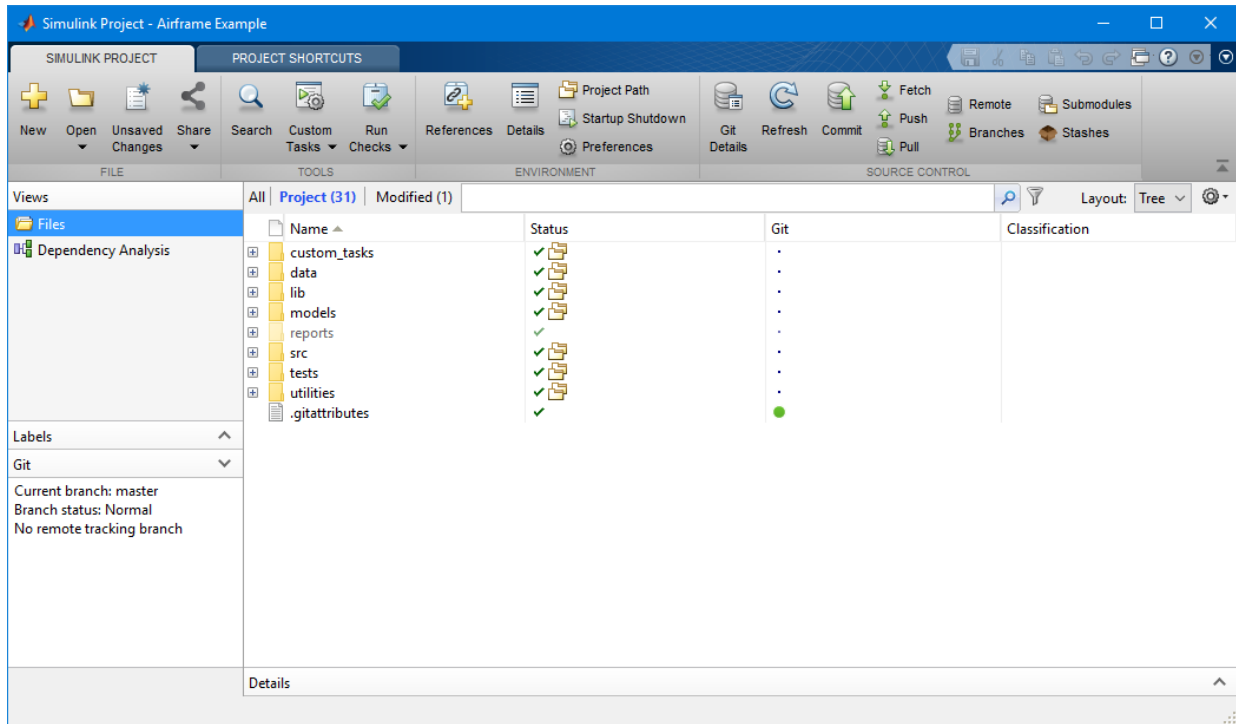 Simulink Project - Airframe Example
SIMULINK PROJECT PROJECT SHORTCUTS
New Open Unsaved Changes Share
FILE
Search Custom Tasks Run Checks
TOOLS
References Details Project Path Startup Shutdown Preferences
ENVIRONMENT
Git Details Refresh Commit Fetch Push Pull Remote Branches Submodules Stashes
SOURCE CONTROL
Views
Files
Dependency Analysis
Labels
Git
Current branch: master
Branch status: Normal
No remote tracking branch
All Project (31) Modified (1) Layout: Tree
Name Status Git Classification
custom_tasks
data
lib
models
reports
src
tests
utilities
.gitattributes
Details